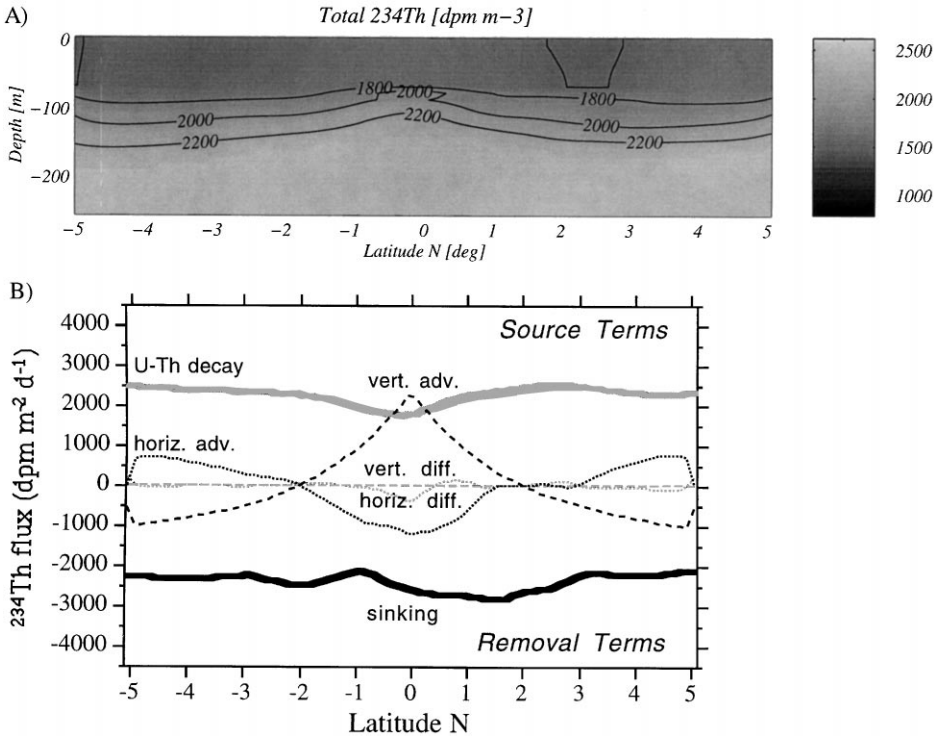 A)
Total 234Th [dpm m-3]
Depth [m]
0
-100
-200
1800
2000
1800
2000
2200
2000
2200
2200
2500
2000
1500
1000
-5 -4 -3 -2 -1 0 1 2 3 4 5
Latitude N [deg]
B)
²³⁴Th flux (dpm m⁻² d⁻¹)
4000
3000
2000
1000
0
-1000
-2000
-3000
-4000
Source Terms
U-Th decay
vert. adv.
horiz. adv.
vert. diff.
horiz. diff.
sinking
Removal Terms
-5 -4 -3 -2 -1 0 1 2 3 4 5
Latitude N